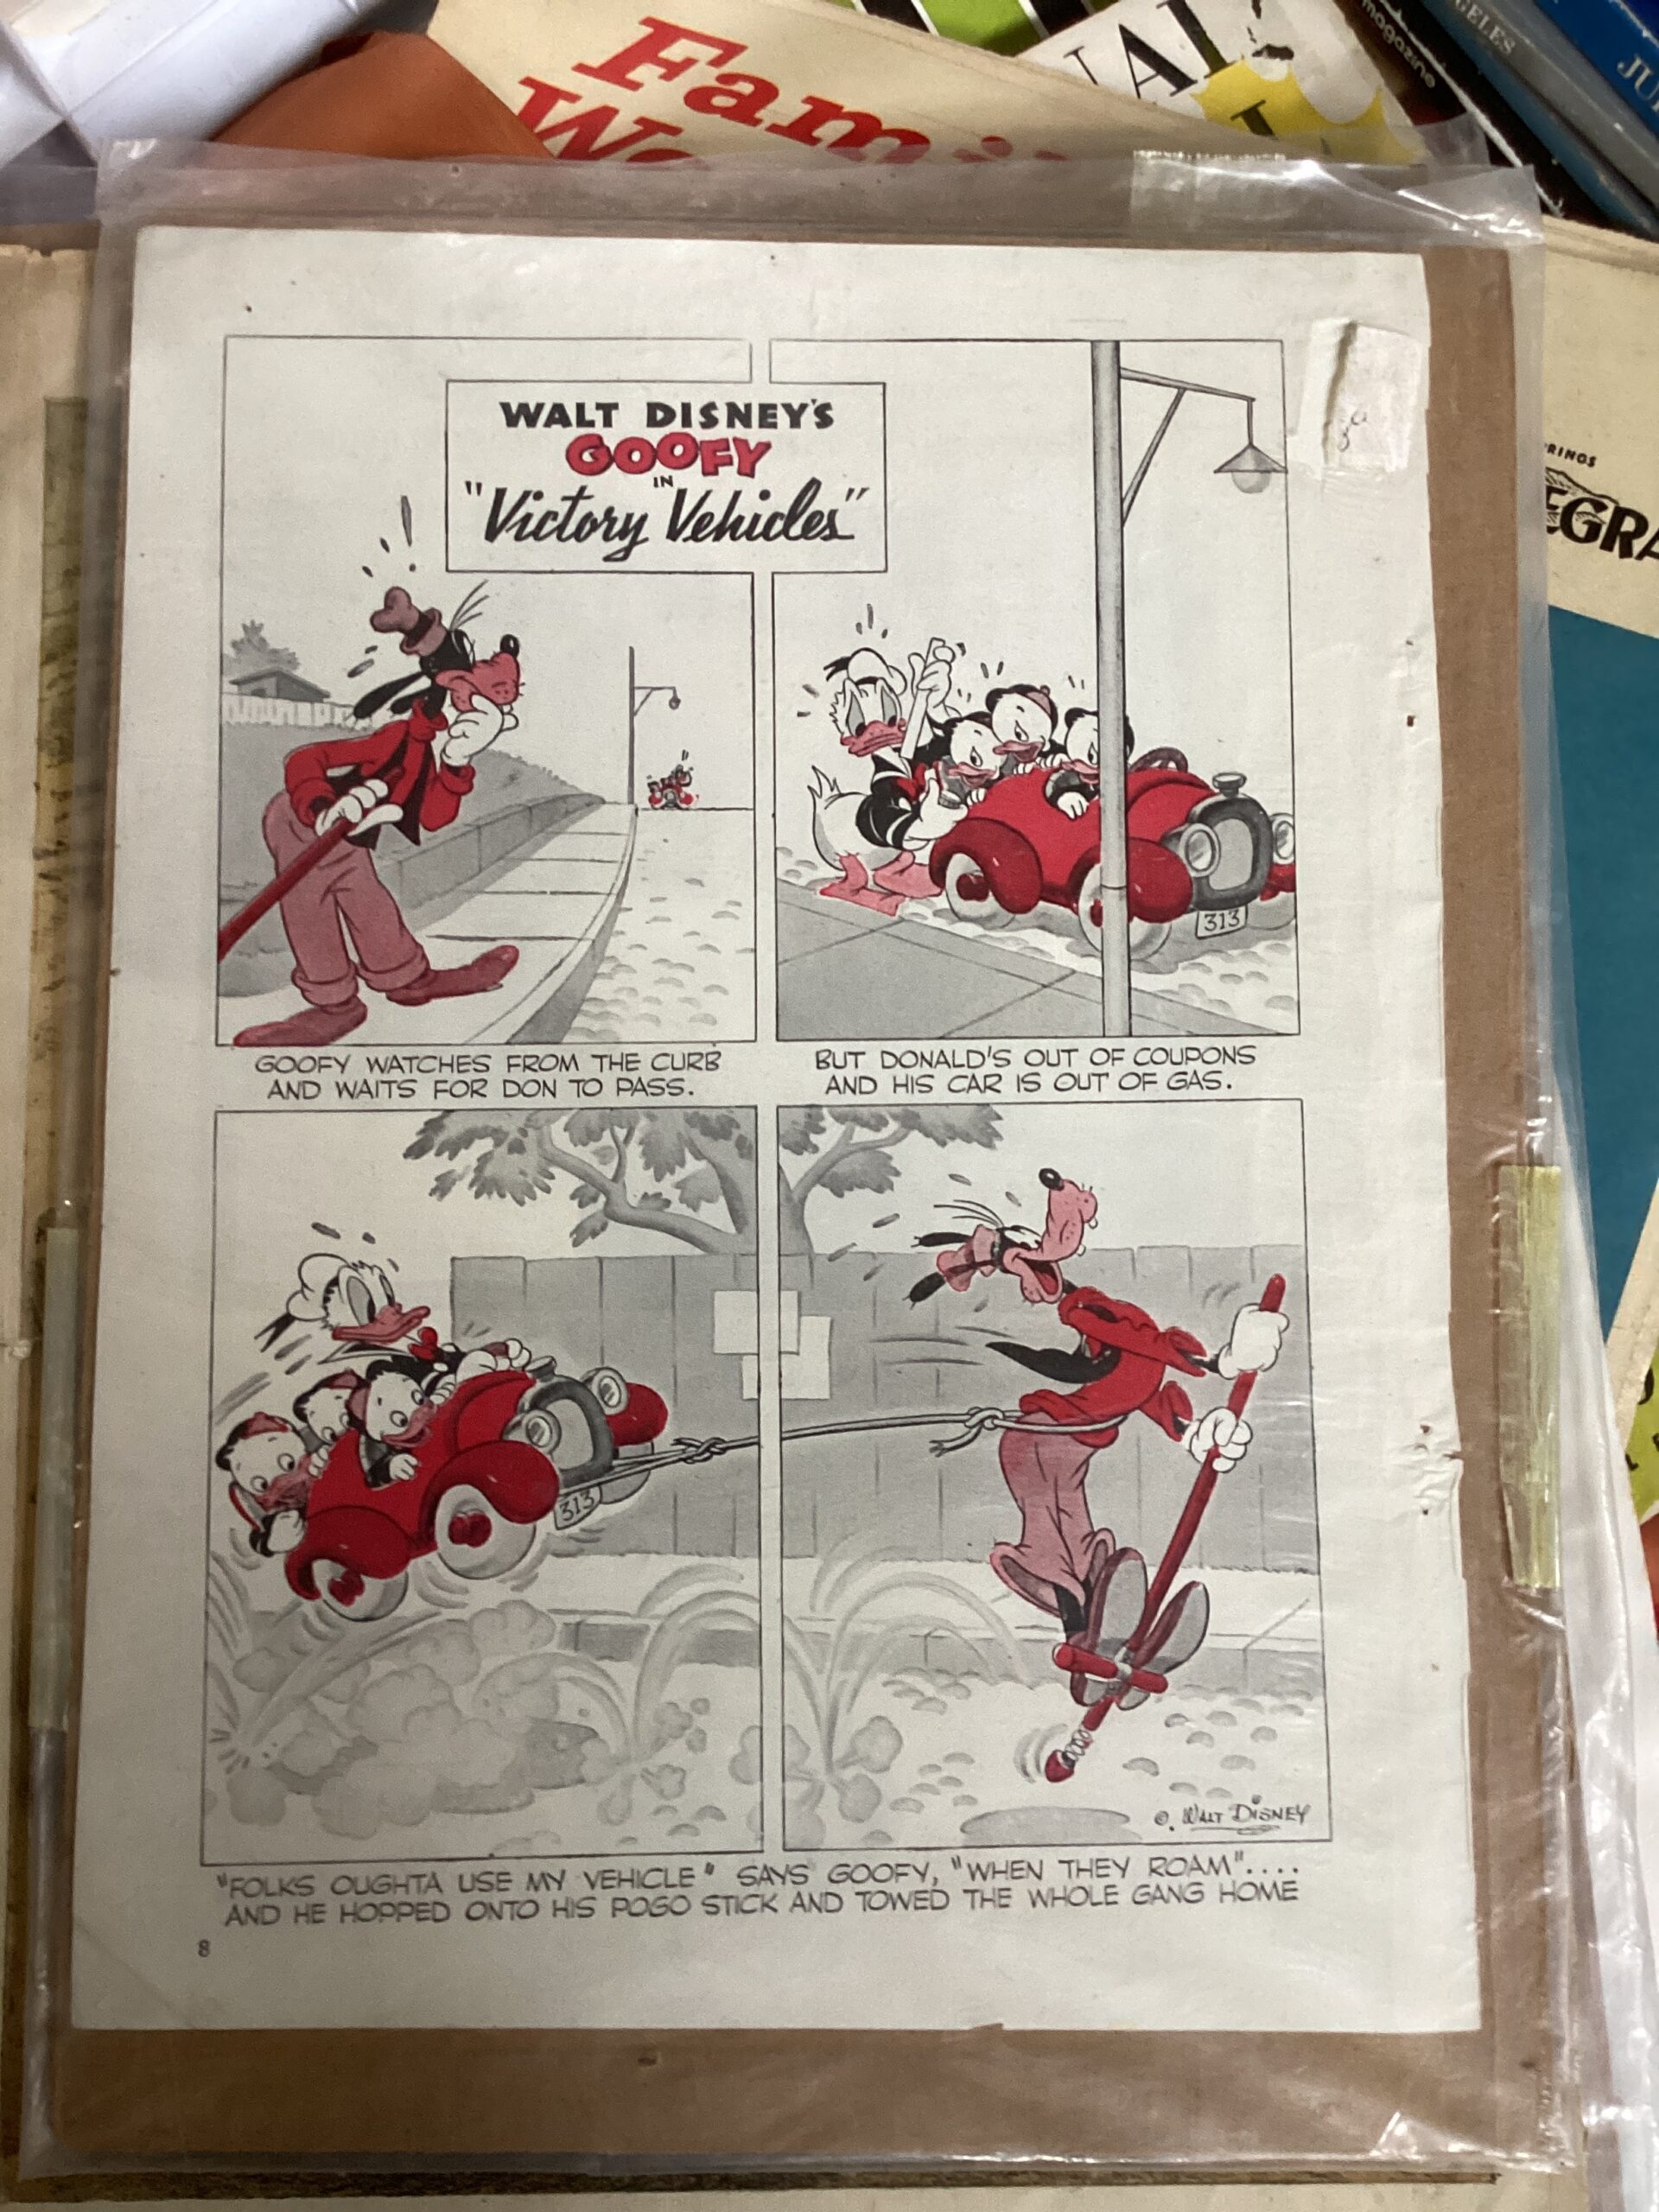 magazine
GELES
WALT DISNEY'S
GOOFY
IN
"Victory Vehicles"
313
GOOFY WATCHES FROM THE CURB
AND WAITS FOR DON TO PASS.
BUT DONALD'S OUT OF COUPONS
AND HIS CAR IS OUT OF GAS.
313
©. WALT DISNEY
"FOLKS OUGHTA USE MY VEHICLE" SAYS GOOFY, "WHEN THEY ROAM"....
AND HE HOPPED ONTO HIS POGO STICK AND TOWED THE WHOLE GANG HOME
8